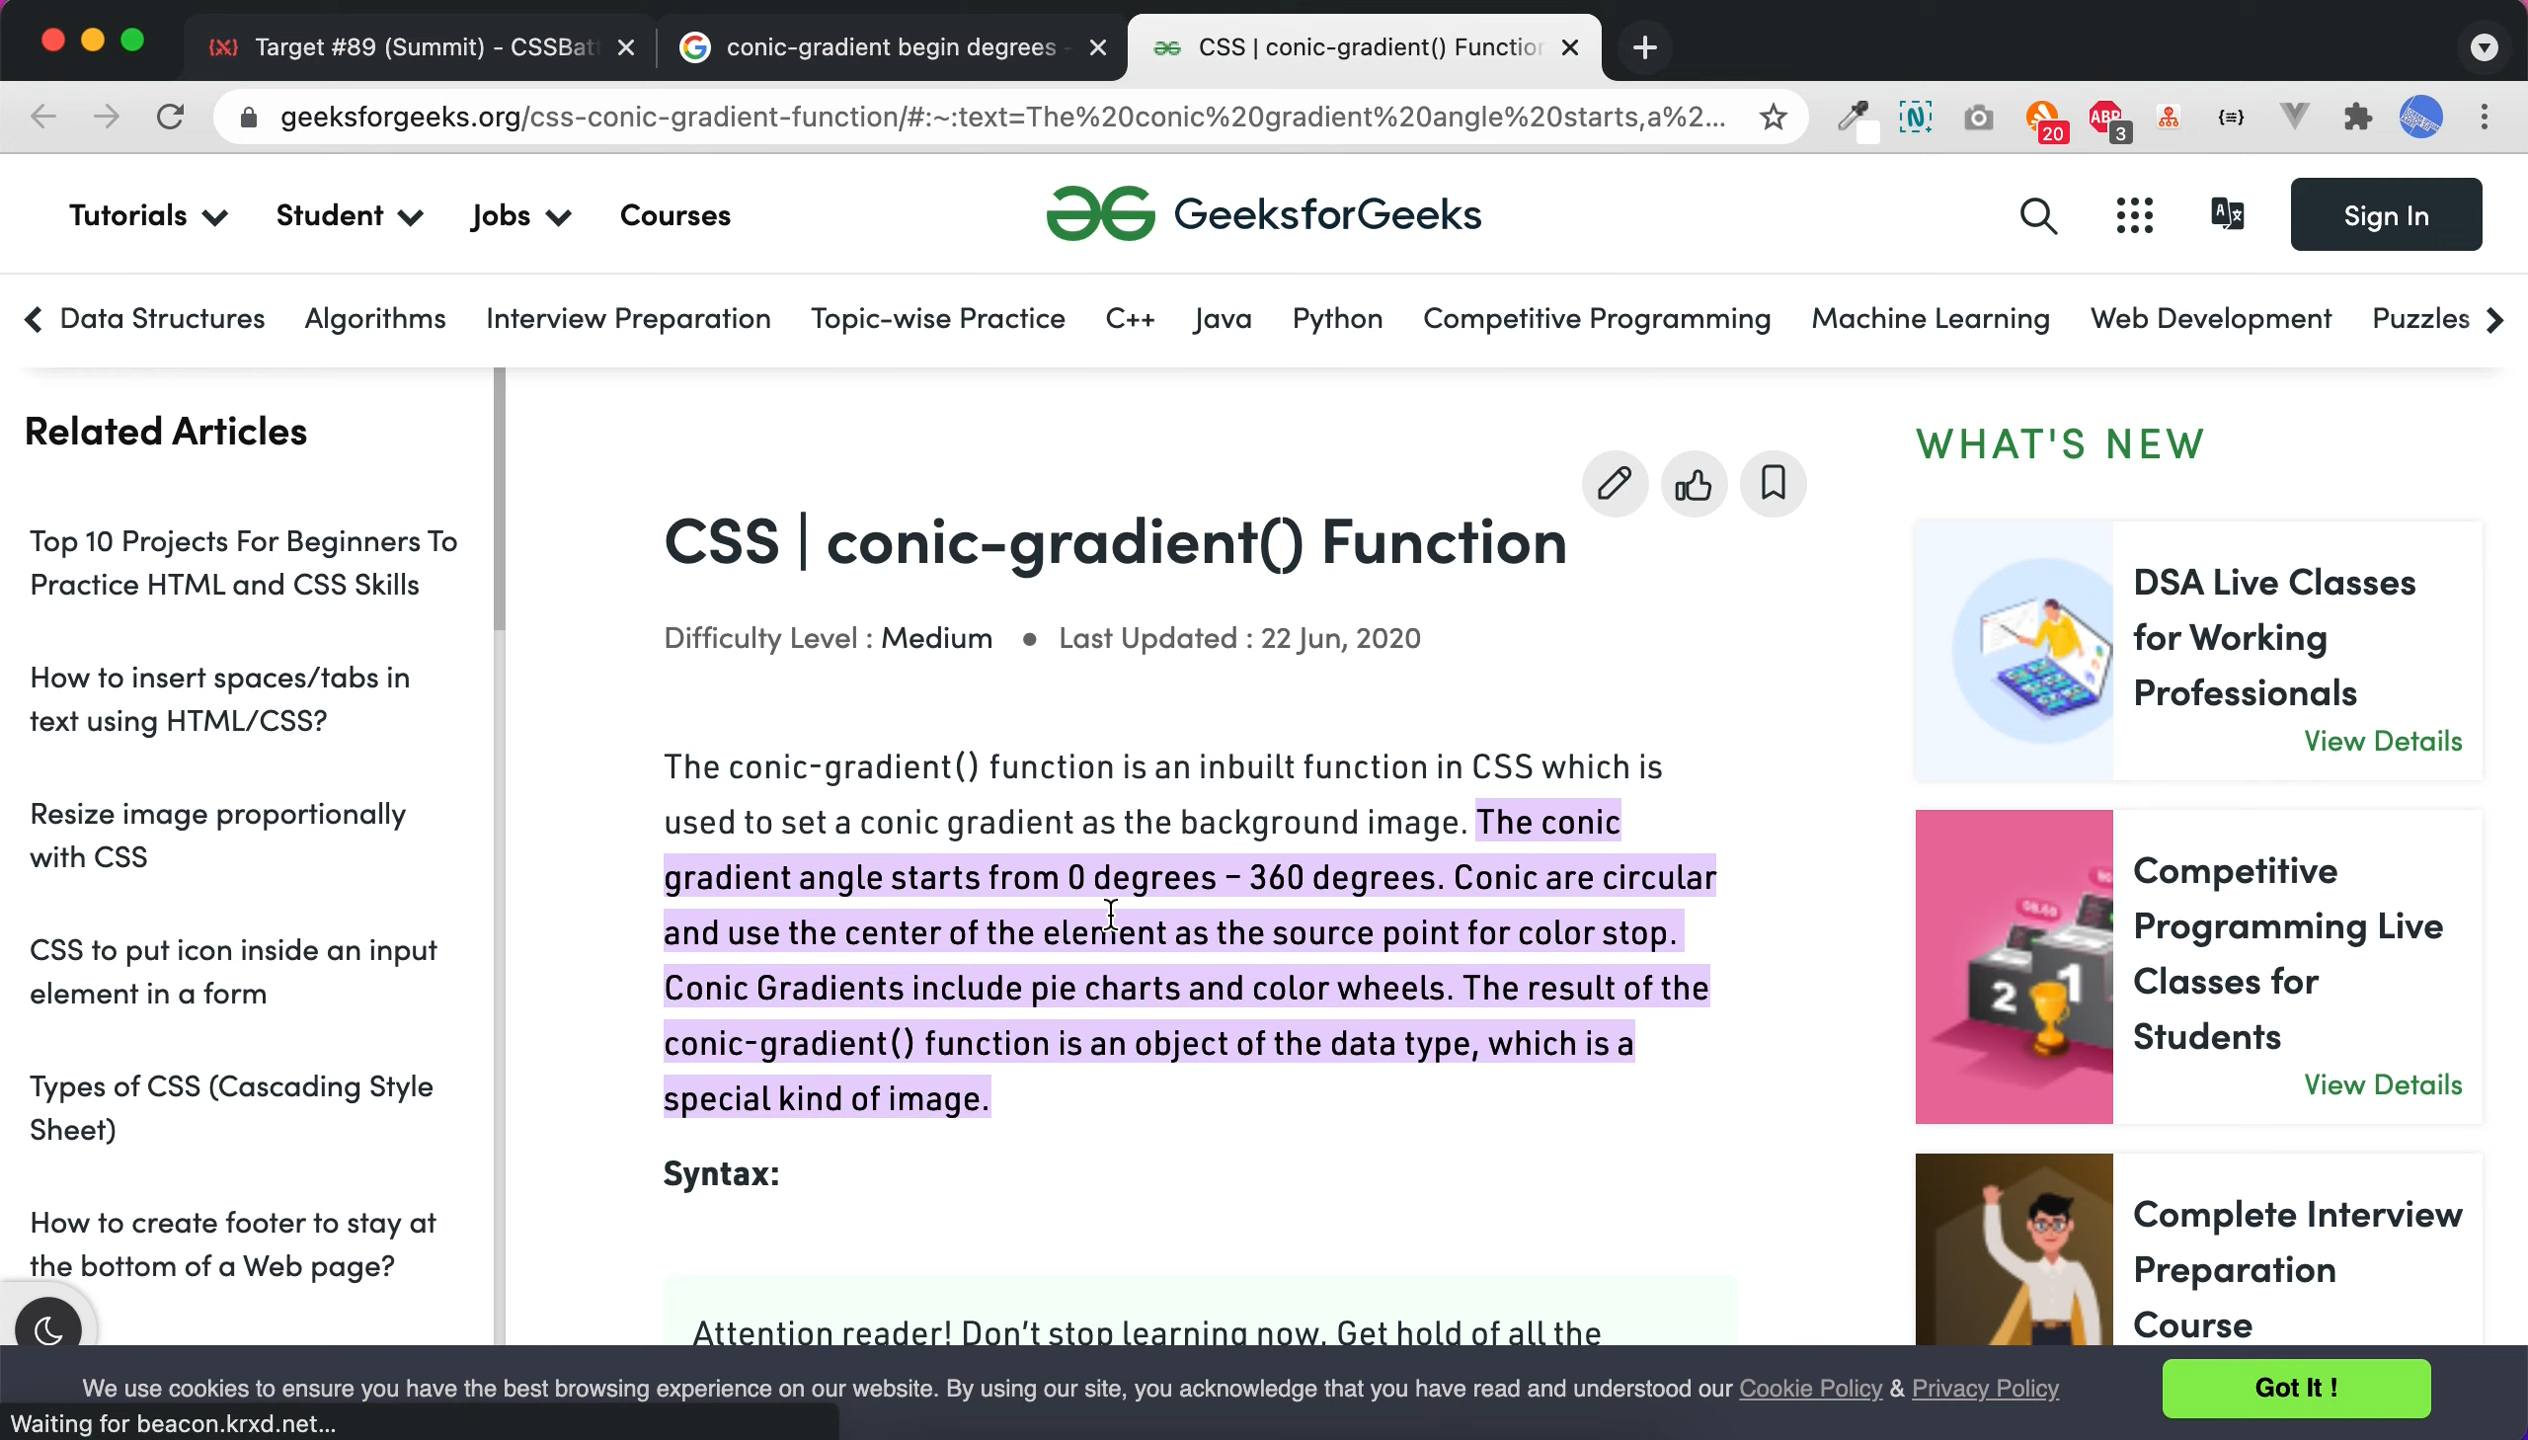 Target #89 (Summit) - CSSBat
conic-gradient begin degrees -
CSS | conic-gradient() Function
geeksforgeeks.org/css-conic-gradient-function/#:~:text=The%20conic%20gradient%20angle%20starts,a%2...
20
ABP
3
Tutorials
Student
Jobs
Courses
GeeksforGeeks
Sign In
Data Structures
Algorithms
Interview Preparation
Topic-wise Practice
C++
Java
Python
Competitive Programming
Machine Learning
Web Development
Puzzles
Related Articles
Top 10 Projects For Beginners To
Practice HTML and CSS Skills
How to insert spaces/tabs in
text using HTML/CSS?
Resize image proportionally
with CSS
CSS to put icon inside an input
element in a form
Types of CSS (Cascading Style
Sheet)
How to create footer to stay at
the bottom of a Web page?
CSS | conic-gradient() Function
Difficulty Level : Medium ● Last Updated : 22 Jun, 2020
The conic-gradient() function is an inbuilt function in CSS which is
used to set a conic gradient as the background image. The conic
gradient angle starts from 0 degrees – 360 degrees. Conic are circular
and use the center of the element as the source point for color stop.
Conic Gradients include pie charts and color wheels. The result of the
conic-gradient() function is an object of the data type, which is a
special kind of image.
Syntax:
Attention reader! Don't stop learning now. Get hold of all the
WHAT'S NEW
DSA Live Classes
for Working
Professionals
View Details
2 1
Competitive
Programming Live
Classes for
Students
View Details
Complete Interview
Preparation
Course
We use cookies to ensure you have the best browsing experience on our website. By using our site, you acknowledge that you have read and understood our Cookie Policy & Privacy Policy
Got It !
Waiting for beacon.krxd.net...